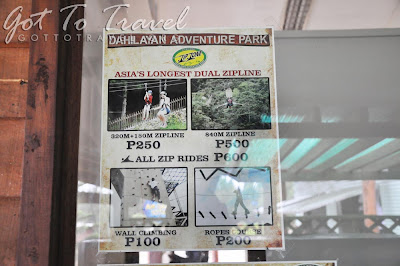 Got To Travel
GOTTOTRAV
DAHILAYAN ADVENTURE PARK
ASIA'S LONGEST DUAL ZIPLINE
320M+150M ZIPLINE
P250
840M ZIPLINE
P500
ALL ZIP RIDES P600
WALL CLIMBING
P100
ROPES COURSE
P200